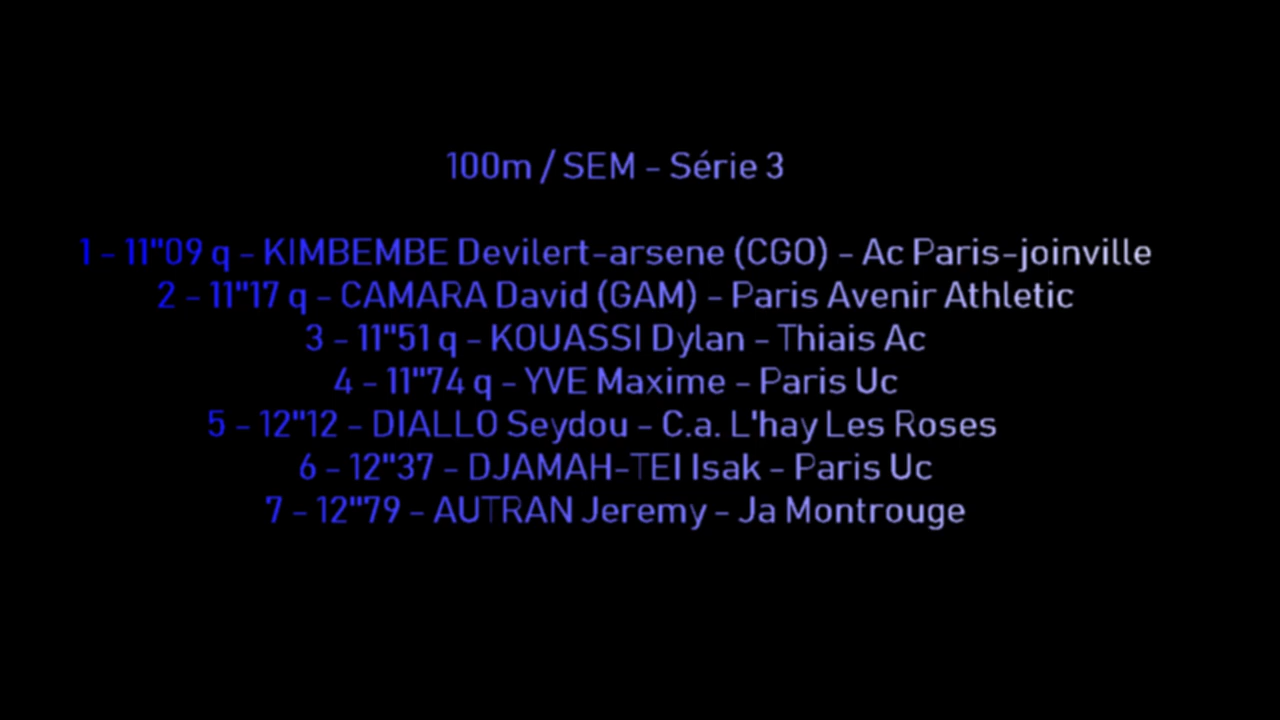 100m / SEM - Série 3
1 - 11"09 q - KIMBEMBE Devilert-arsene (CGO) - Ac Paris-joinville
2 - 11"17 q - CAMARA David (GAM) - Paris Avenir Athletic
3 - 11"51 q - KOUASSI Dylan - Thiais Ac
4 - 11"74 q - YVE Maxime - Paris Uc
5 - 12"12 - DIALLO Seydou - C.a. L'hay Les Roses
6 - 12"37 - DJAMAH-TEI Isak - Paris Uc
7 - 12"79 - AUTRAN Jeremy - Ja Montrouge